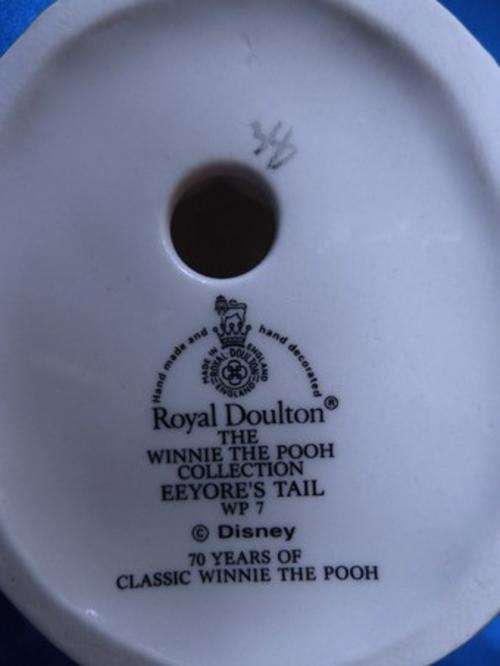 Hand made and hand decorated
MADE IN ENGLAND
ROYAL DOULTON
ENGLAND
Royal Doulton®
THE
WINNIE THE POOH
COLLECTION
EEYORE'S TAIL
WP 7
© Disney
70 YEARS OF
CLASSIC WINNIE THE POOH